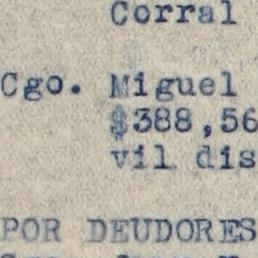 Corral
Cgo. Miguel
$388,56
vil dis
POR DEUDORES